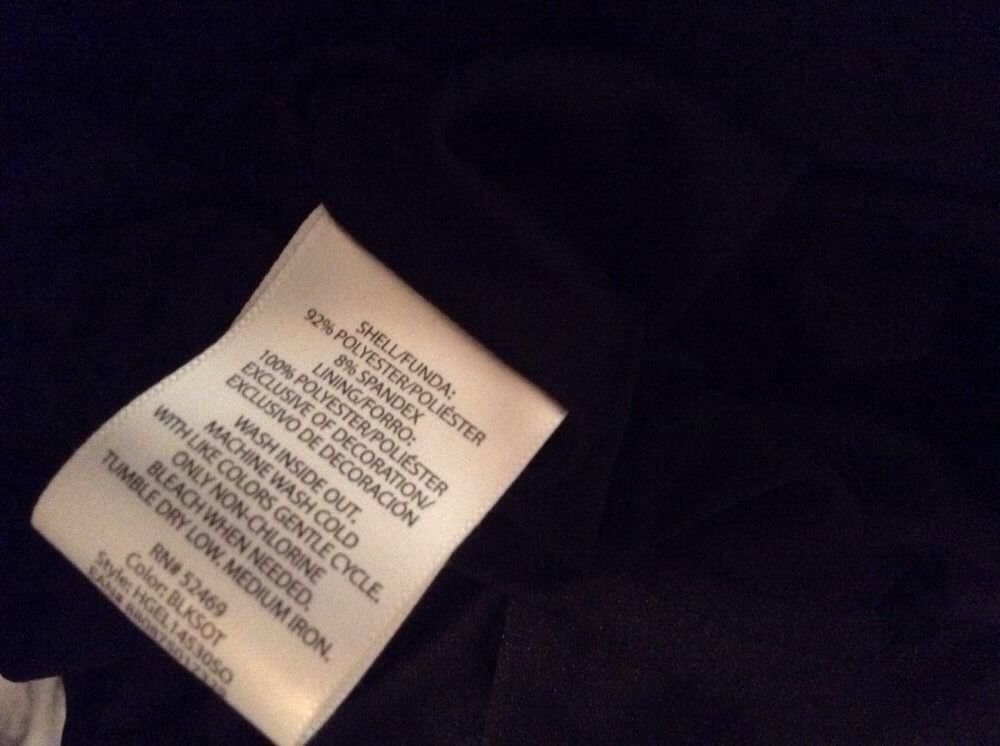 SHELL/FUNDA:
92% POLYESTER/POLIÉSTER
8% SPANDEX
LINING/FORRO:
100% POLYESTER/POLIÉSTER
EXCLUSIVE OF DECORATION/
EXCLUSIVO DE DECORACIÓN
WASH INSIDE OUT.
MACHINE WASH COLD
WITH LIKE COLORS GENTLE CYCLE.
ONLY NON-CHLORINE
BLEACH WHEN NEEDED.
TUMBLE DRY LOW. MEDIUM IRON.
RN# 52469
Color: BLKSOT
Style: HGEL14S30SO